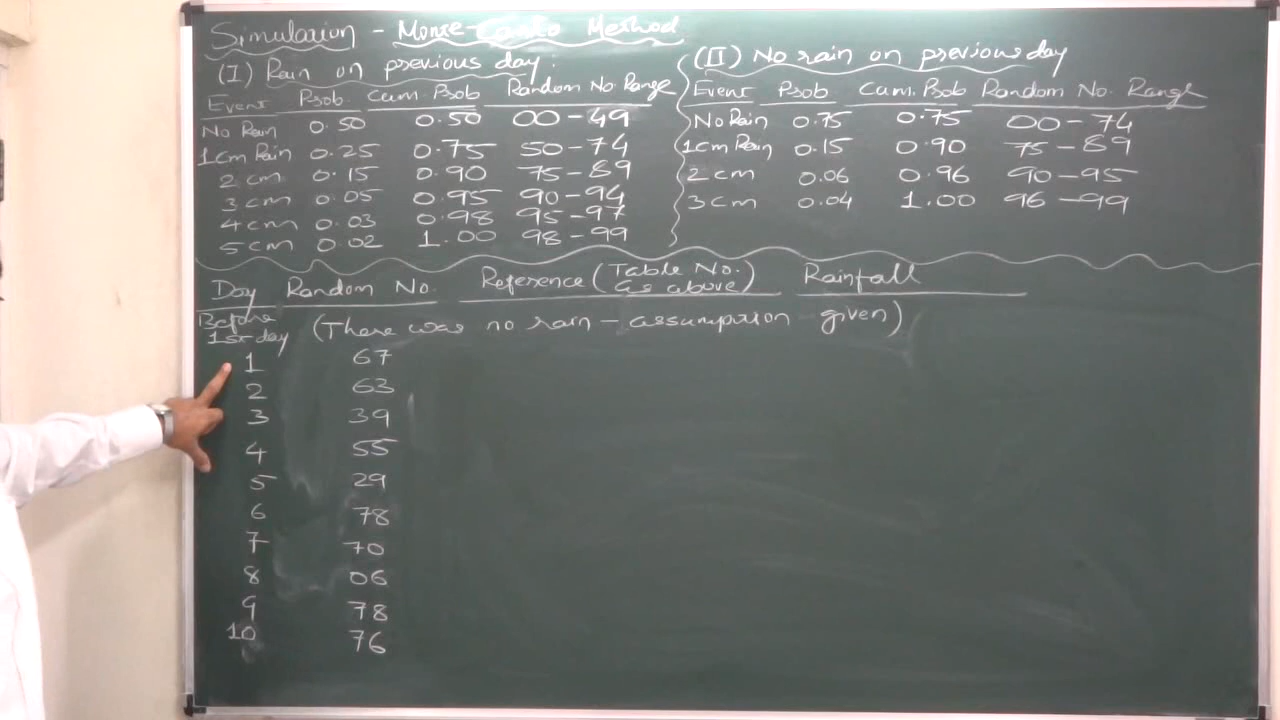 Simulation - Monte-Carlo Method
(I) Rain on previous day:
Event Prob Cum. Prob Random No. Range
No Rain 0.50 0.50 00-49
1cm Rain 0.25 0.75 50-74
2 cm 0.15 0.90 75-89
3 cm 0.05 0.95 90-94
4 cm 0.03 0.98 95-97
5 cm 0.02 1.00 98-99
(II) No rain on previous day
Event Prob Cum. Prob Random No. Range
No Rain 0.75 0.75 00-74
1cm Rain 0.15 0.90 75-89
2 cm 0.06 0.96 90-95
3 cm 0.04 1.00 96-99
Day Random No. Reference (Table No. as above) Rainfall
Before 1st day (There was no rain - assumption given)
1 67
2 63
3 39
4 55
5 29
6 78
7 70
8 06
9 78
10 76